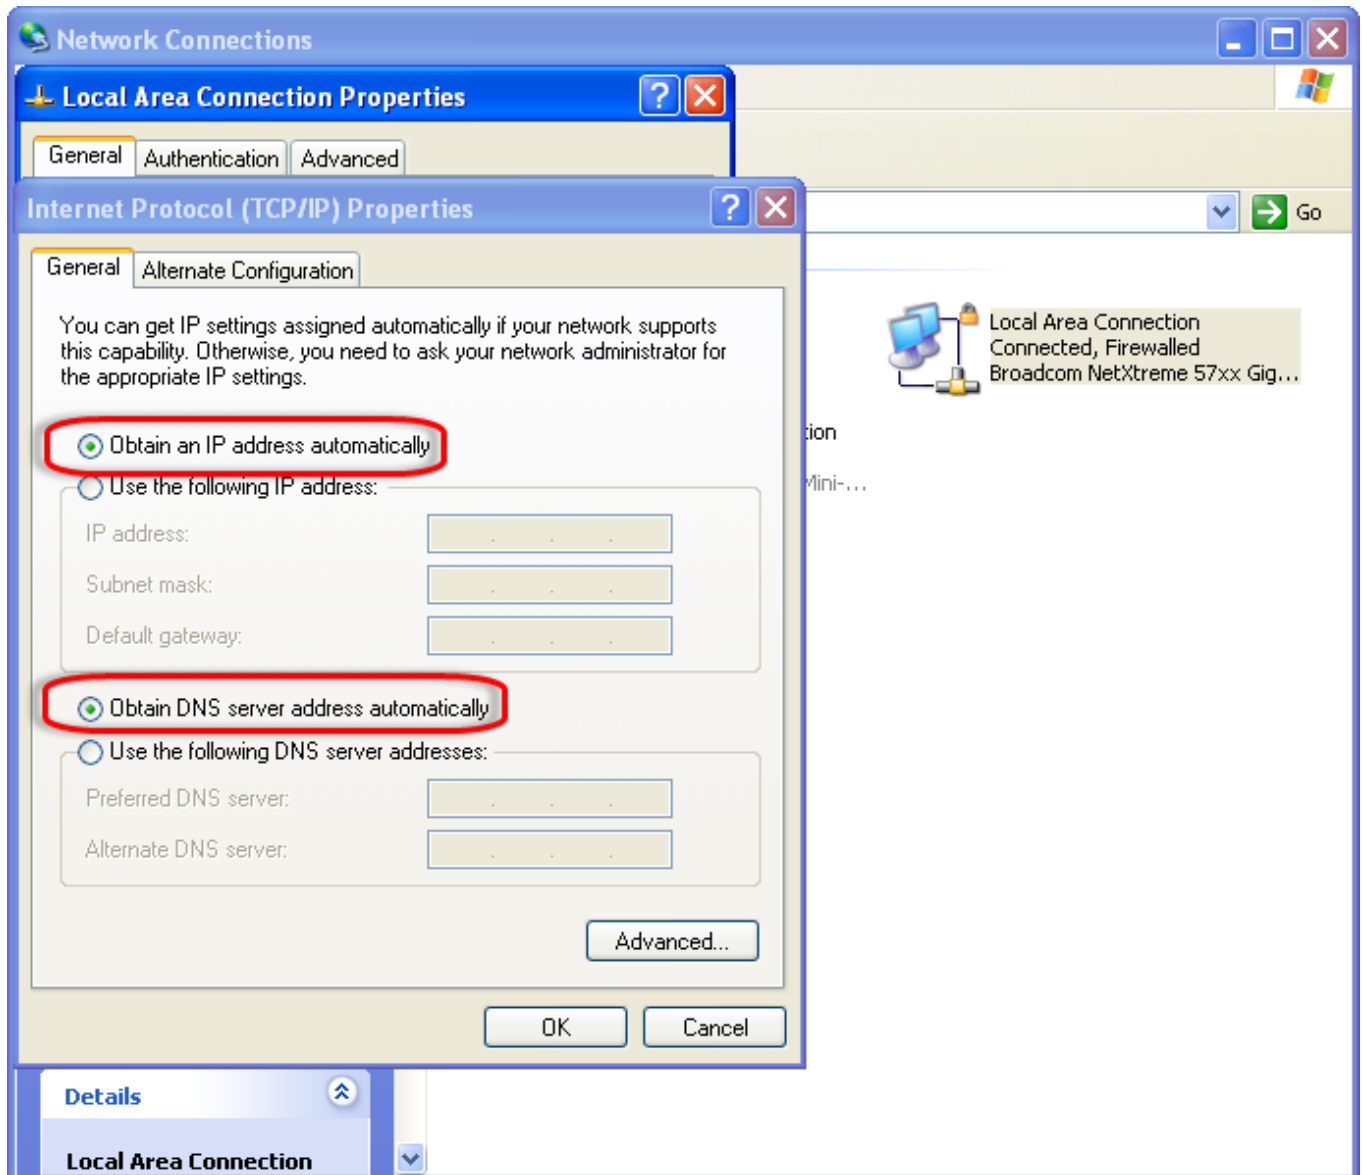 Network Connections
Local Area Connection Properties
General Authentication Advanced
Internet Protocol (TCP/IP) Properties
Go
General Alternate Configuration
You can get IP settings assigned automatically if your network supports
this capability. Otherwise, you need to ask your network administrator for
the appropriate IP settings.
Obtain an IP address automatically
Use the following IP address:
IP address:
Subnet mask:
Default gateway:
Obtain DNS server address automatically
Use the following DNS server addresses:
Preferred DNS server:
Alternate DNS server:
Advanced...
OK Cancel
Local Area Connection
Connected, Firewalled
Broadcom NetXtreme 57xx Gig...
tion
Mini-...
Details
Local Area Connection